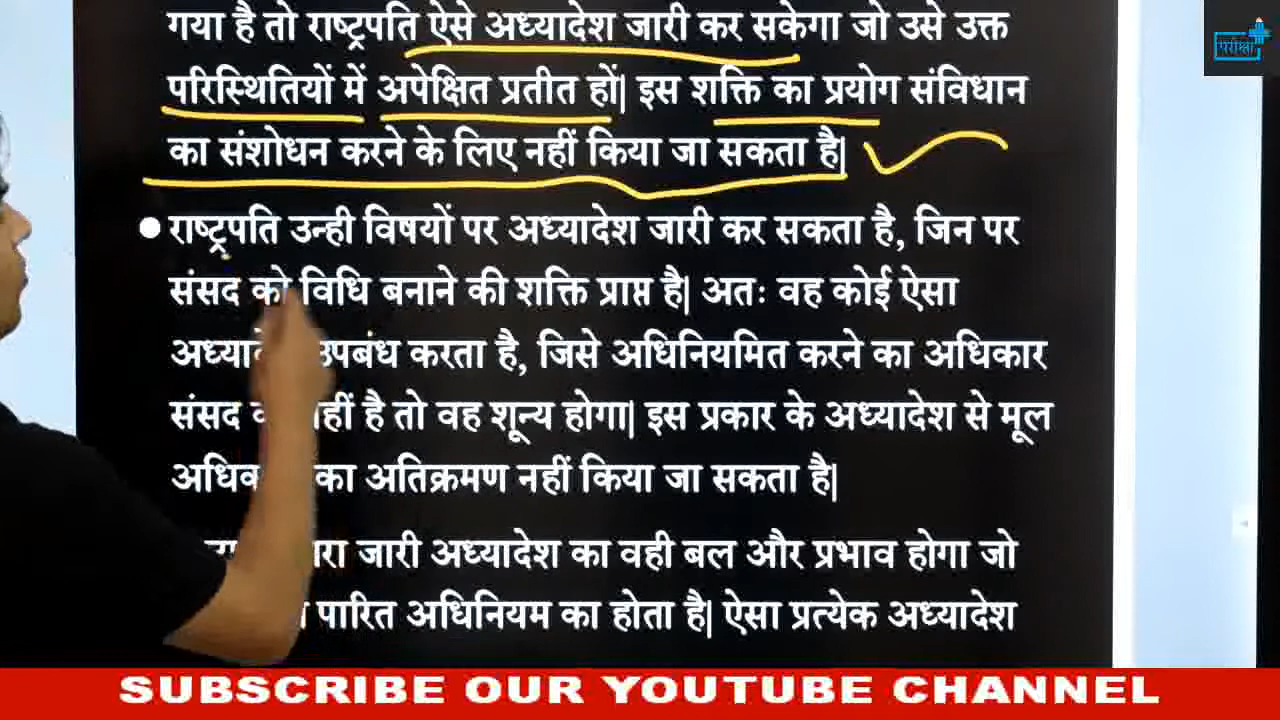 परीक्षा
गया है तो राष्ट्रपति ऐसे अध्यादेश जारी कर सकेगा जो उसे उक्त
परिस्थितियों में अपेक्षित प्रतीत हों| इस शक्ति का प्रयोग संविधान
का संशोधन करने के लिए नहीं किया जा सकता है|
● राष्ट्रपति उन्ही विषयों पर अध्यादेश जारी कर सकता है, जिन पर
संसद को विधि बनाने की शक्ति प्राप्त है| अतः वह कोई ऐसा
उपबंध करता है, जिसे अधिनियमित करने का अधिकार
संसद नहीं है तो वह शून्य होगा| इस प्रकार के अध्यादेश से मूल
का अतिक्रमण नहीं किया जा सकता है|
जारी अध्यादेश का वही बल और प्रभाव होगा जो
पारित अधिनियम का होता है| ऐसा प्रत्येक अध्यादेश
SUBSCRIBE OUR YOUTUBE CHANNEL